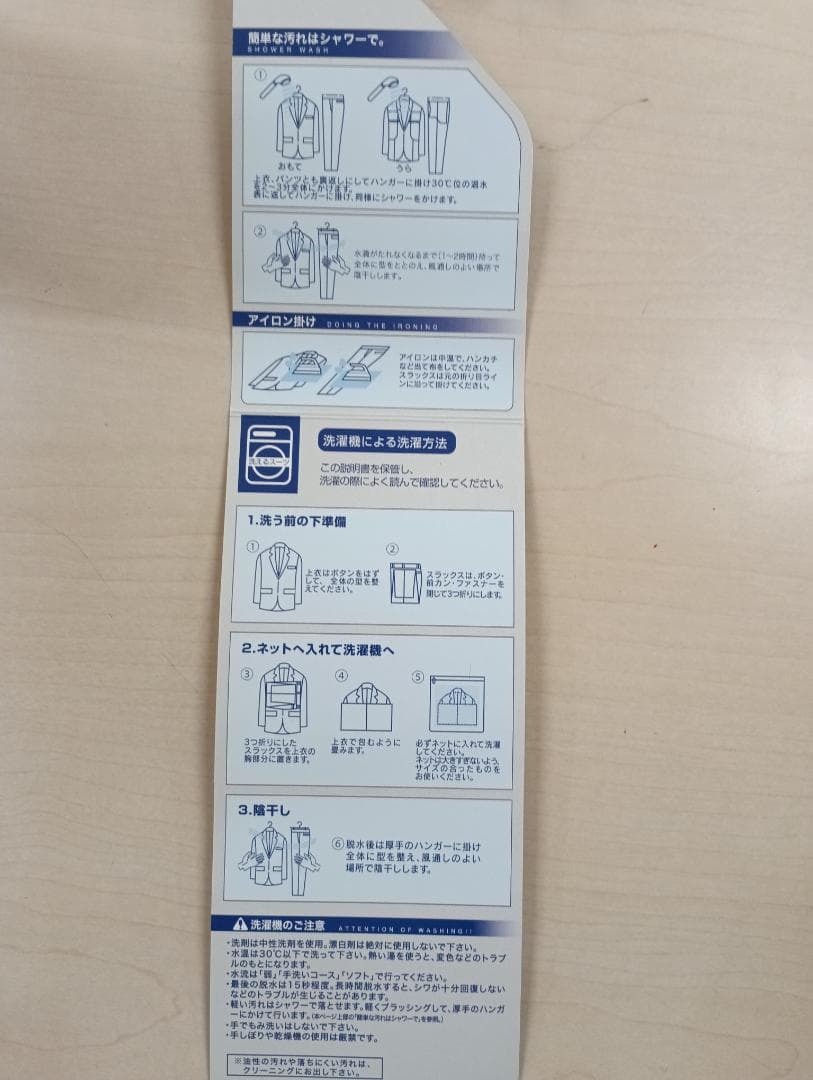 簡単な汚れはシャワーで。
SHOWER WASH
①
おもて
うら
上衣、パンツとも裏返しにしてハンガーに掛け30℃位の温水
を2〜3分全体にかけます。
表に返してハンガーに掛け、同様にシャワーをかけます。
②
水滴がたれなくなるまで(1〜2時間)待って
全体に型をととのえ、風通しのよい場所で
陰干しします。
アイロン掛け DOING THE IRONING
アイロンは中温で、ハンカチ
など当て布をしてください。
スラックスは元の折り目ライ
ンに沿って掛けてください。
洗えるスーツ
洗濯機による洗濯方法
この説明書を保管し、
洗濯の際によく読んで確認してください。
1.洗う前の下準備
①
上衣はボタンをはず
して、全体の型を整
えてください。
②
スラックスは、ボタン・
前カン・ファスナーを
閉じて3つ折りにします。
2.ネットへ入れて洗濯機へ
③
3つ折りにした
スラックスを上衣の
胸部分に置きます。
④
上衣で包むように
畳みます。
⑤
必ずネットに入れて洗濯
してください。
ネットは大きすぎないよう、
サイズの合ったものを
お使いください。
3.陰干し
⑥脱水後は厚手のハンガーに掛け
全体に型を整え、風通しのよい
場所で陰干しします。
洗濯機のご注意 ATTENTION OF WASHING!!
・洗剤は中性洗剤を使用。漂白剤は絶対に使用しないで下さい。
・水温は30℃以下で洗って下さい。熱い湯を使うと、変色などのトラブ
ルのもとになります。
・水流は「弱」「手洗いコース」「ソフト」で行ってください。
・最後の脱水は15秒程度。長時間脱水すると、シワが十分回復しない
などのトラブルが生じることがあります。
・軽い汚れはシャワーで落とせます。軽くブラッシングして、厚手のハンガ
ーにかけて行います。(本ページ上部の「簡単な汚れはシャワーで」を参照。)
・手でもみ洗いはしないで下さい。
・手しぼりや乾燥機の使用は厳禁です。
※油性の汚れや落ちにくい汚れは、
クリーニングにお出し下さい。